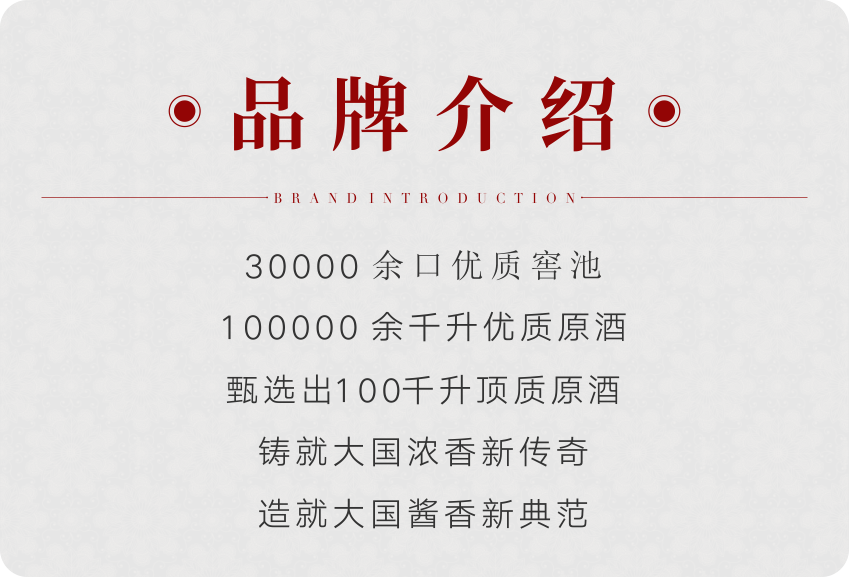 品牌介绍
BRAND INTRODUCTION
30000 余口优质窖池
100000 余千升优质原酒
甄选出100千升顶质原酒
铸就大国浓香新传奇
造就大国酱香新典范